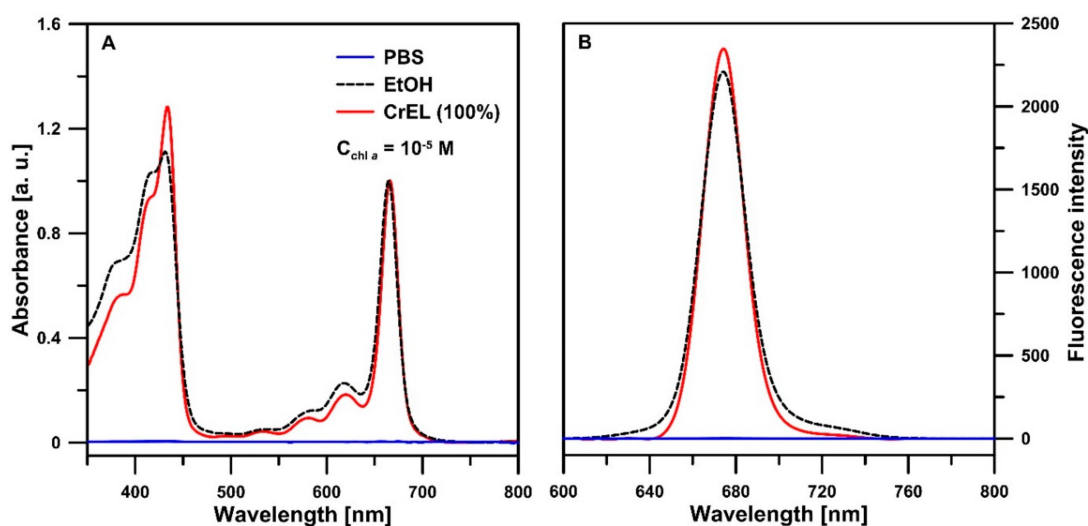 A
PBS
EtOH
CrEL (100%)
C chl a = 10-5 M
1.6
1.2
0.8
0.4
0
Absorbance [a. u.]
400 500 600 700 800
Wavelength [nm]
B
2500
2000
1500
1000
500
0
Fluorescence intensity
600 640 680 720 760 800
Wavelength [nm]